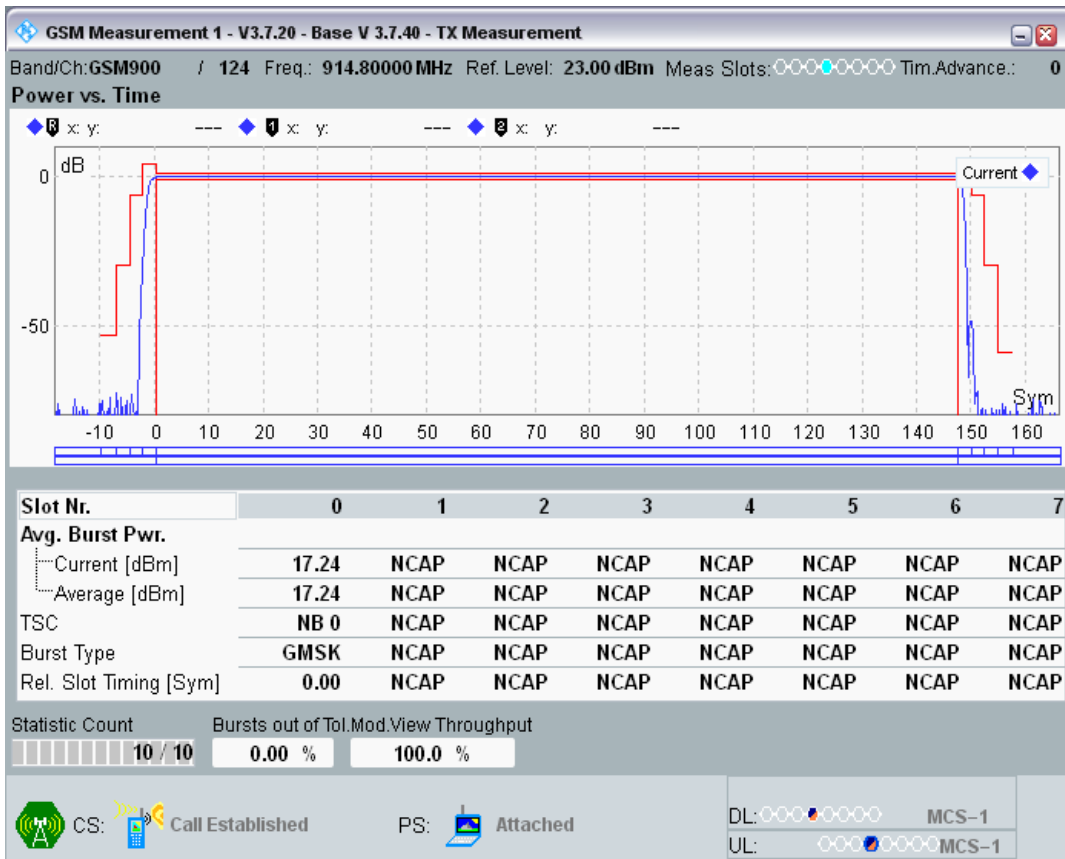 GSM Measurement 1 - V3.7.20 - Base V 3.7.40 - TX Measurement
Band/Ch:GSM900 / 124 Freq.: 914.80000 MHz Ref. Level: 23.00 dBm Meas Slots: Tim.Advance.: 0
Power vs. Time
R x: y: --- 1 x: y: --- 2 x: y: ---
dB
Current
0
-50
Sym
-10 0 10 20 30 40 50 60 70 80 90 100 110 120 130 140 150 160
Slot Nr. 0 1 2 3 4 5 6 7
Avg. Burst Pwr.
Current [dBm] 17.24 NCAP NCAP NCAP NCAP NCAP NCAP NCAP
Average [dBm] 17.24 NCAP NCAP NCAP NCAP NCAP NCAP NCAP
TSC NB 0 NCAP NCAP NCAP NCAP NCAP NCAP NCAP
Burst Type GMSK NCAP NCAP NCAP NCAP NCAP NCAP NCAP
Rel. Slot Timing [Sym] 0.00 NCAP NCAP NCAP NCAP NCAP NCAP NCAP
Statistic Count Bursts out of Tol.Mod.View Throughput
10 / 10 0.00 % 100.0 %
CS: Call Established PS: Attached
DL: MCS-1
UL: MCS-1